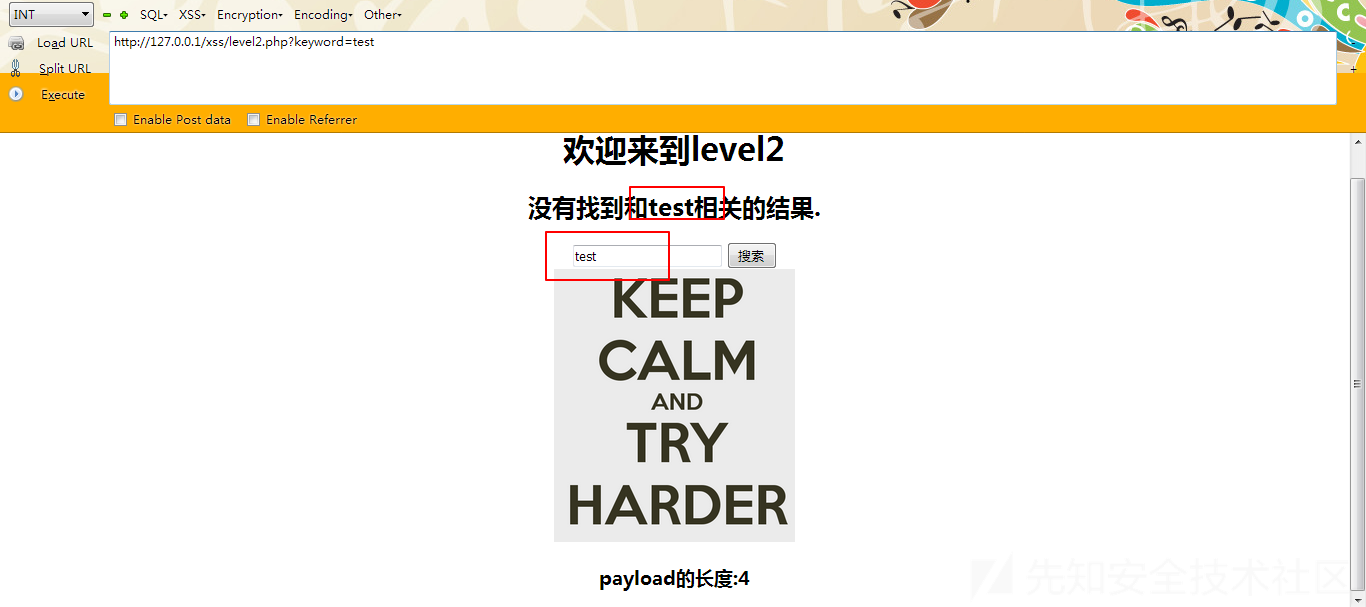 INT SQL XSS Encryption Encoding Other
Load URL
http://127.0.0.1/xss/level2.php?keyword=test
Split URL
Execute
Enable Post data Enable Referrer
欢迎来到level2
没有找到和test相关的结果.
test 搜索
KEEP
CALM
AND
TRY
HARDER
payload的长度:4
先知安全技术社区